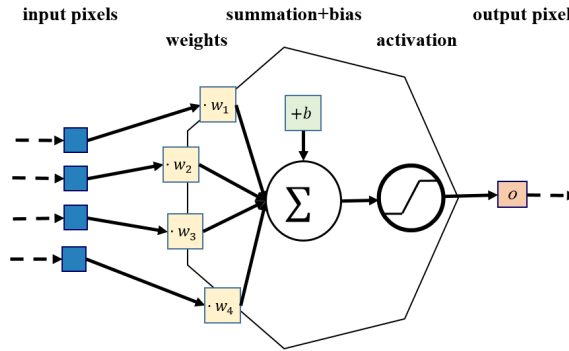 input pixels
summation+bias
output pixel
weights
activation
· w₁
+b
· w₂
Σ
o
· w₃
· w₄